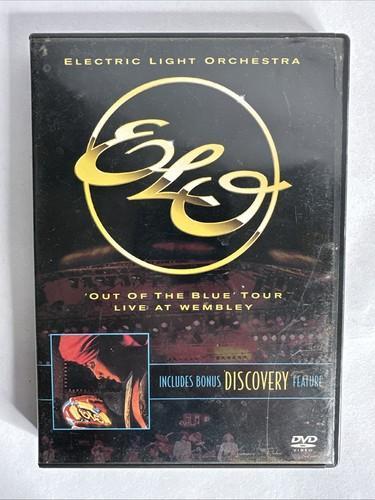 ELECTRIC LIGHT ORCHESTRA
ELO
'OUT OF THE BLUE' TOUR
LIVE AT WEMBLEY
INCLUDES BONUS DISCOVERY FEATURE
DVD
VIDEO